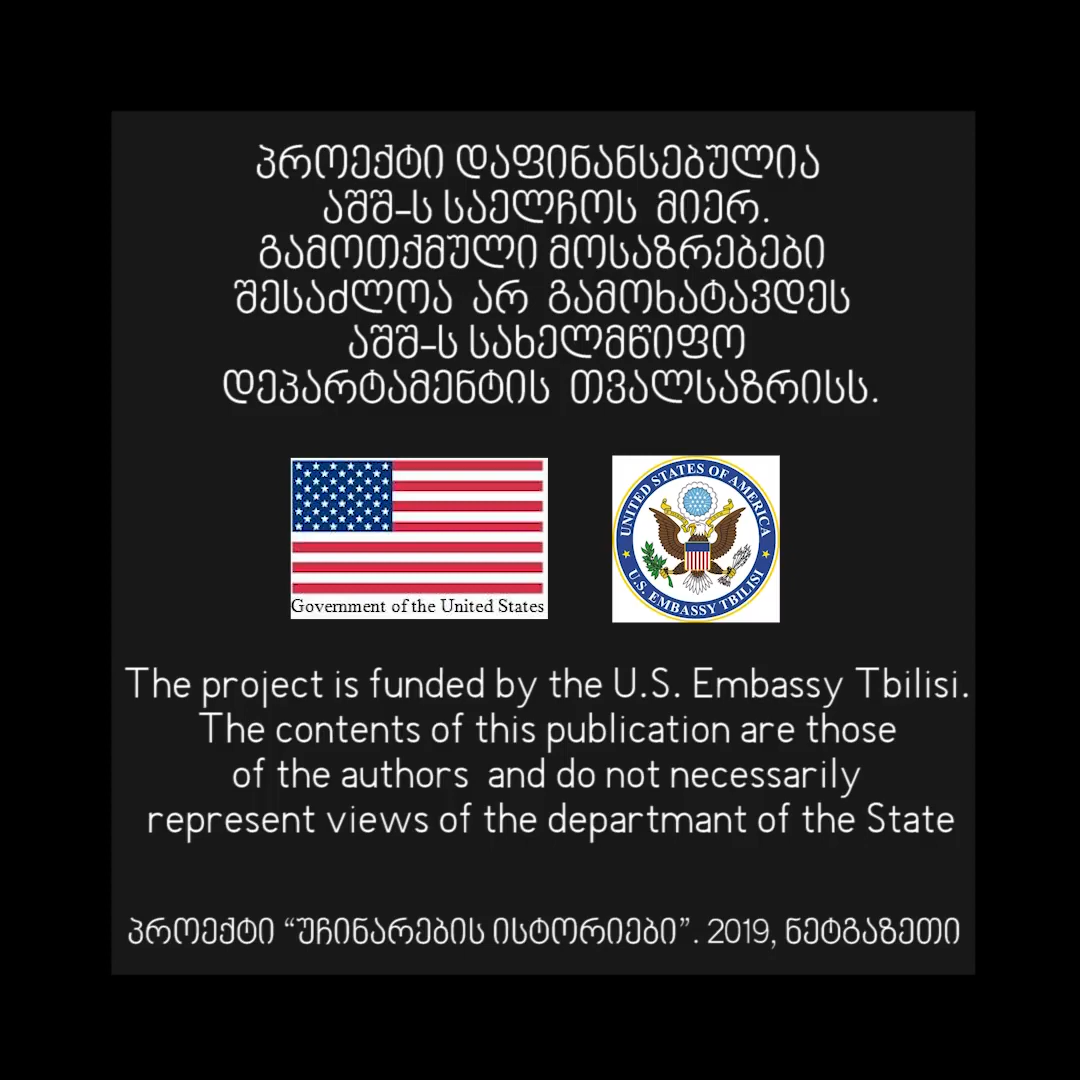 პროექტი დაფინანსებულია
აშშ-ს საელჩოს მიერ.
გამოთქმული მოსაზრებები
შესაძლოა არ გამოხატავდეს
აშშ-ს სახელმწიფო
დეპარტამენტის თვალსაზრისს.
Government of the United States
UNITED STATES OF AMERICA
U.S. EMBASSY TBILISI
The project is funded by the U.S. Embassy Tbilisi.
The contents of this publication are those
of the authors and do not necessarily
represent views of the departmant of the State
პროექტი “უჩინარების ისტორიები”. 2019, ნეტგაზეთი